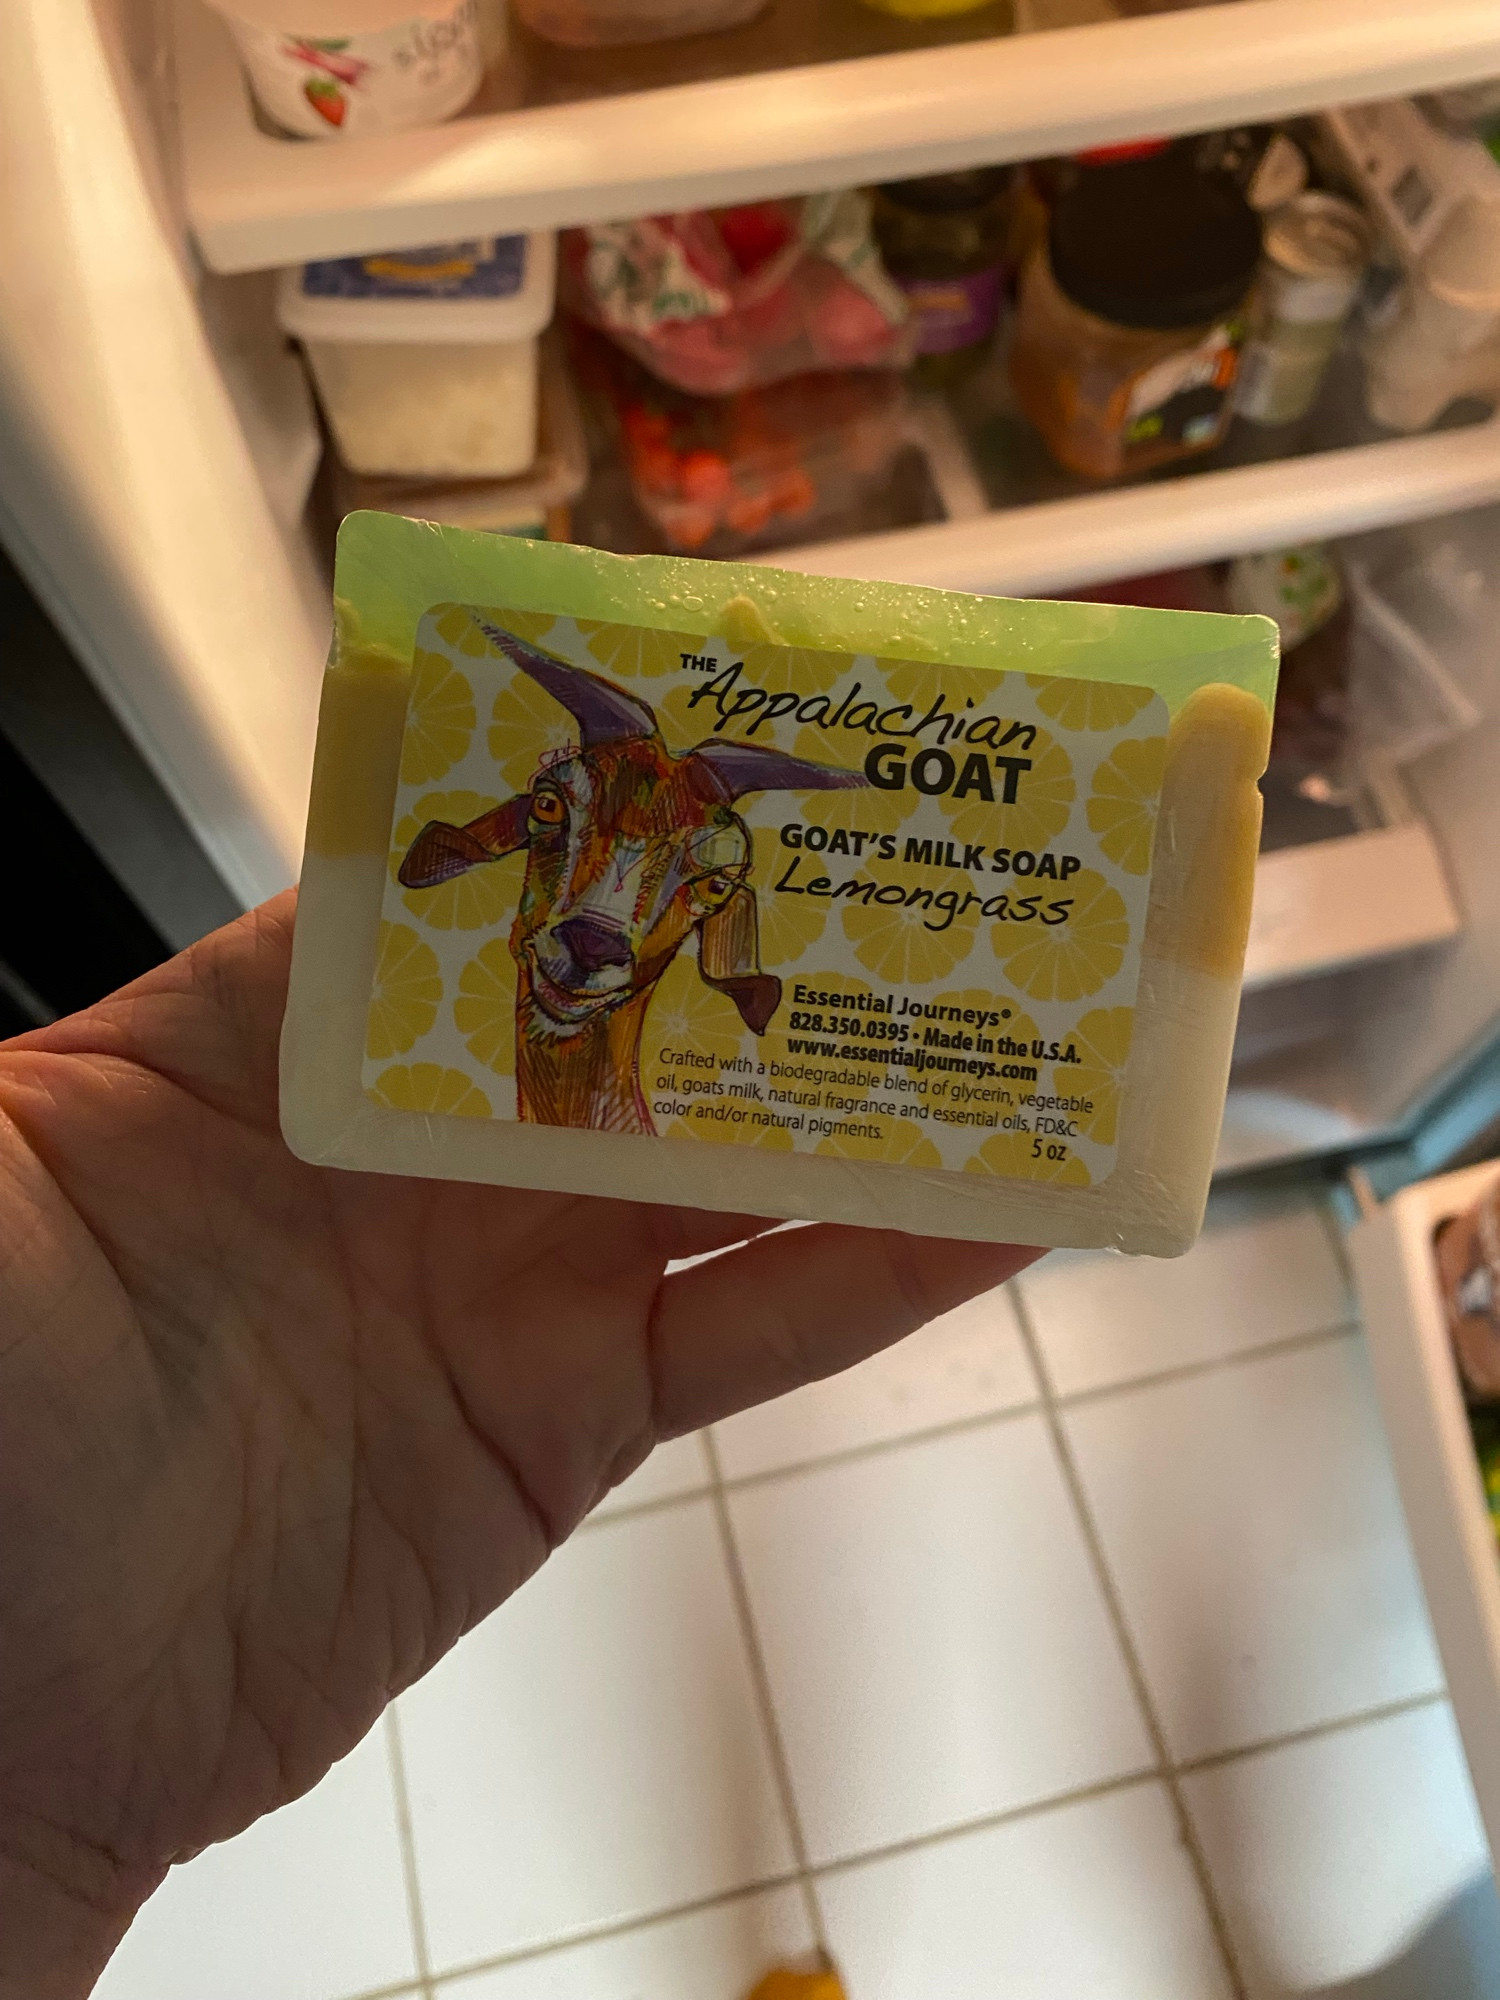 THE
Appalachian
GOAT
GOAT'S MILK SOAP
Lemongrass
Essential Journeys®
828.350.0395 • Made in the U.S.A.
www.essentialjourneys.com
Crafted with a biodegradable blend of glycerin, vegetable
oil, goats milk, natural fragrance and essential oils, FD&C
color and/or natural pigments.
5 oz